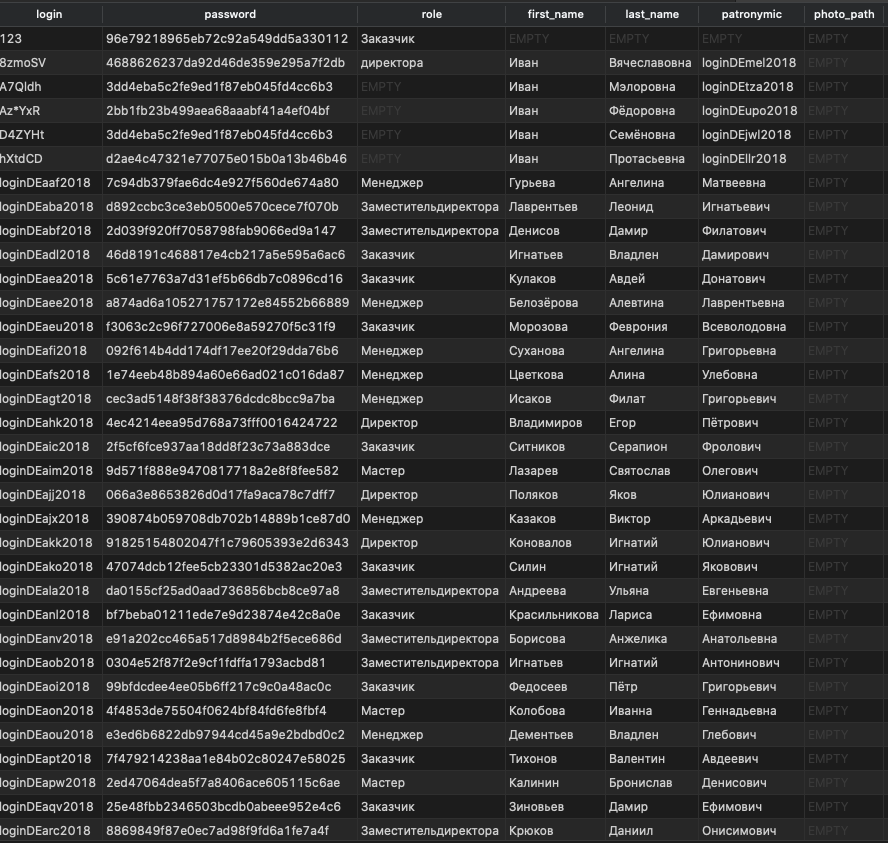 login password role first_name last_name patronymic photo_path
123 96e79218965eb72c92a549dd5a330112 Заказчик EMPTY EMPTY EMPTY EMPTY
8zmoSV 4688626237da92d46de359e295a7f2db директора Иван Вячеславовна loginDEmel2018 EMPTY
A7Qldh 3dd4eba5c2fe9ed1f87eb045fd4cc6b3 EMPTY Иван Мэлоровна loginDEtza2018 EMPTY
Az*YxR 2bb1fb23b499aea68aaabf41a4ef04bf EMPTY Иван Фёдоровна loginDEupo2018 EMPTY
D4ZYHt 3dd4eba5c2fe9ed1f87eb045fd4cc6b3 EMPTY Иван Семёновна loginDEjwl2018 EMPTY
hXtdCD d2ae4c47321e77075e015b0a13b46b46 EMPTY Иван Протасьевна loginDEllr2018 EMPTY
loginDEaaf2018 7c94db379fae6dc4e927f560de674a80 Менеджер Гурьева Ангелина Матвеевна EMPTY
loginDEaba2018 d892ccbc3ce3eb0500e570cece7f070b Заместительдиректора Лаврентьев Леонид Игнатьевич EMPTY
loginDEabf2018 2d039f920ff7058798fab9066ed9a147 Заместительдиректора Денисов Дамир Филатович EMPTY
loginDEadl2018 46d8191c468817e4cb217a5e595a6ac6 Заказчик Игнатьев Владлен Дамирович EMPTY
loginDEaea2018 5c61e7763a7d31ef5b66db7c0896cd16 Заказчик Кулаков Авдей Донатович EMPTY
loginDEaee2018 a874ad6a105271757172e84552b66889 Менеджер Белозёрова Алевтина Лаврентьевна EMPTY
loginDEaeu2018 f3063c2c96f727006e8a59270f5c31f9 Заказчик Морозова Феврония Всеволодовна EMPTY
loginDEafi2018 092f614b4dd174df17ee20f29dda76b6 Менеджер Суханова Ангелина Григорьевна EMPTY
loginDEafs2018 1e74eeb48b894a60e66ad021c016da87 Менеджер Цветкова Алина Улебовна EMPTY
loginDEagt2018 cec3ad5148f38f38376dcdc8bcc9a7ba Менеджер Исаков Филат Григорьевич EMPTY
loginDEahk2018 4ec4214eea95d768a73fff0016424722 Директор Владимиров Егор Пётрович EMPTY
loginDEaic2018 2f5cf6fce937aa18dd8f23c73a883dce Заказчик Ситников Серапион Фролович EMPTY
loginDEaim2018 9d571f888e9470817718a2e8f8fee582 Мастер Лазарев Святослав Олегович EMPTY
loginDEajj2018 066a3e8653826d0d17fa9aca78c7dff7 Директор Поляков Яков Юлианович EMPTY
loginDEajx2018 390874b059708db702b14889b1ce87d0 Менеджер Казаков Виктор Аркадьевич EMPTY
loginDEakk2018 91825154802047f1c79605393e2d6343 Директор Коновалов Игнатий Юлианович EMPTY
loginDEako2018 47074dcb12fee5cb23301d5382ac20e3 Заказчик Силин Игнатий Яковович EMPTY
loginDEala2018 da0155cf25ad0aad736856bcb8ce97a8 Заместительдиректора Андреева Ульяна Евгеньевна EMPTY
loginDEanl2018 bf7beba01211ede7e9d23874e42c8a0e Заказчик Красильникова Лариса Ефимовна EMPTY
loginDEanv2018 e91a202cc465a517d8984b2f5ece686d Заместительдиректора Борисова Анжелика Анатольевна EMPTY
loginDEaob2018 0304e52f87f2e9cf1fdffa1793acbd81 Заместительдиректора Игнатьев Игнатий Антонинович EMPTY
loginDEaoi2018 99bfdcdee4ee05b6ff217c9c0a48ac0c Заказчик Федосеев Пётр Григорьевич EMPTY
loginDEaon2018 4f4853de75504f0624bf84fd6fe8fbf4 Мастер Колобова Иванна Геннадьевна EMPTY
loginDEaou2018 e3ed6b6822db97944cd45a9e2bdbd0c2 Менеджер Дементьев Владлен Глебович EMPTY
loginDEapt2018 7f479214238aa1e84b02c80247e58025 Заказчик Тихонов Валентин Авдеевич EMPTY
loginDEapw2018 2ed47064dea5f7a8406ace605115c6ae Мастер Калинин Бронислав Денисович EMPTY
loginDEaqv2018 25e48fbb2346503bcdb0abeee952e4c6 Заказчик Зиновьев Дамир Ефимович EMPTY
loginDEarc2018 8869849f87e0ec7ad98f9fd6a1fe7a4f Заместительдиректора Крюков Даниил Онисимович EMPTY